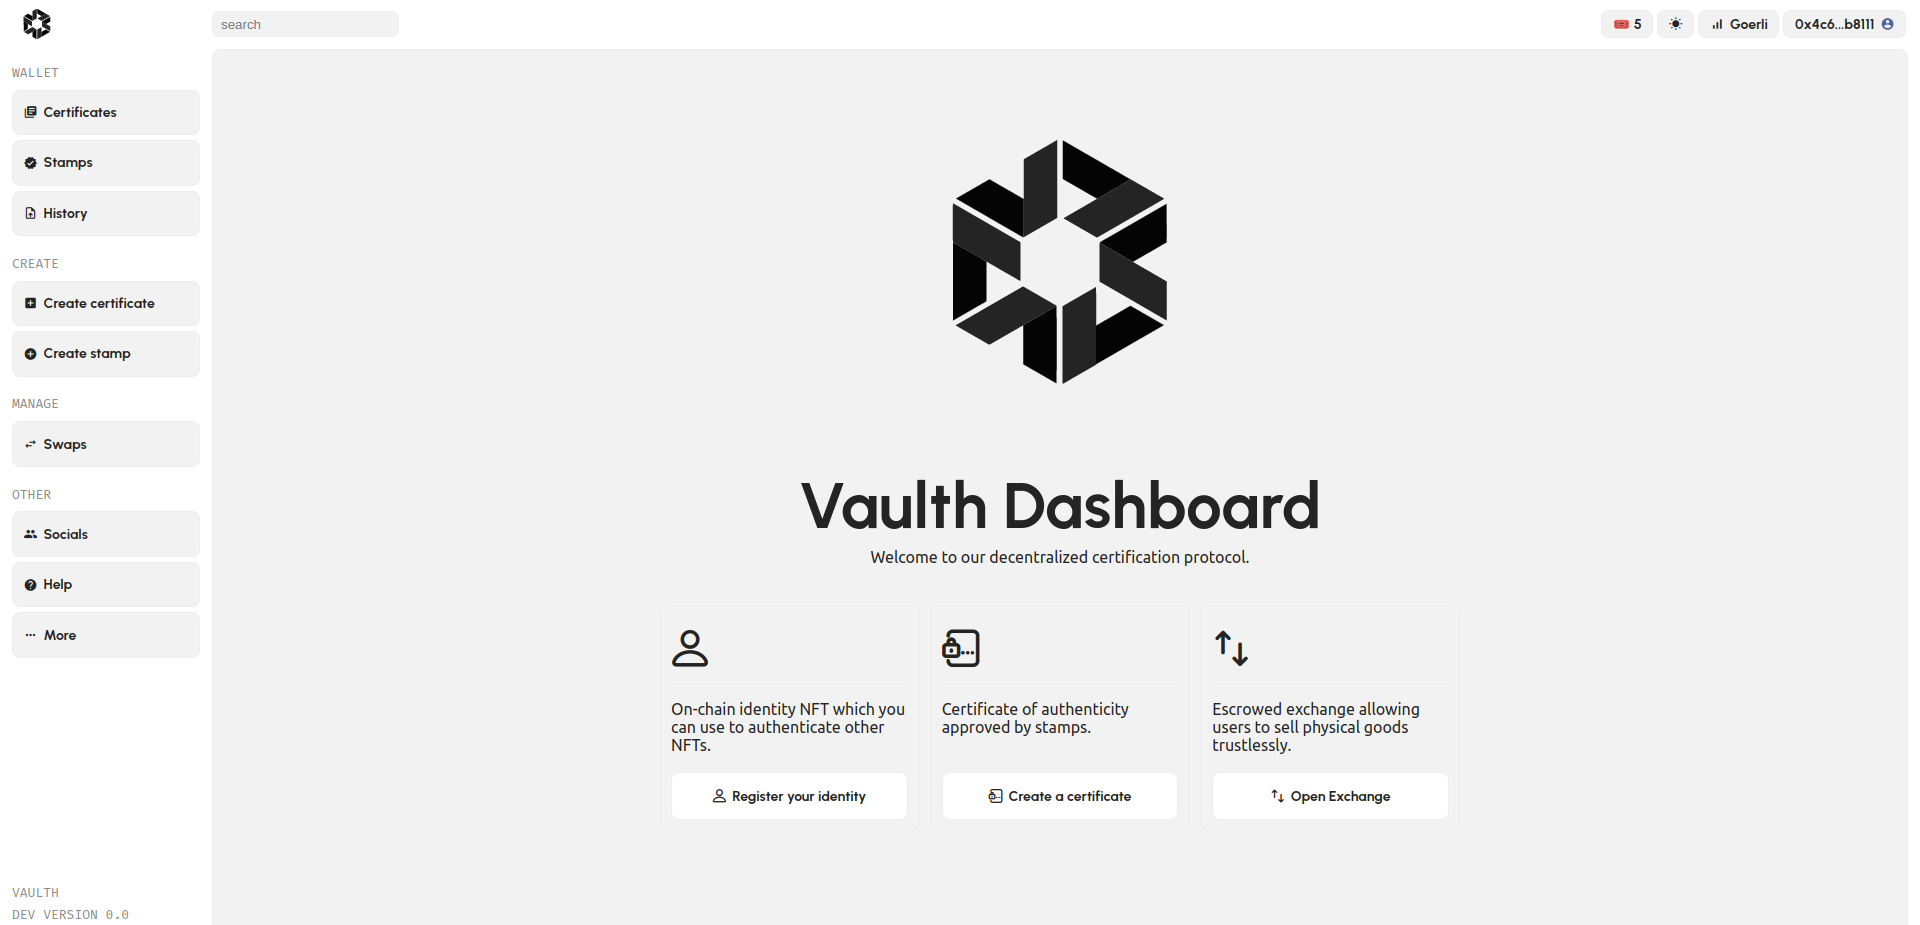 search
5
Goerli
0x4c6...b8111
WALLET
Certificates
Stamps
History
CREATE
Create certificate
Create stamp
MANAGE
Swaps
OTHER
Socials
Help
More
VAULTH
DEV VERSION 0.0
Vaulth Dashboard
Welcome to our decentralized certification protocol.
On-chain identity NFT which you
can use to authenticate other
NFTs.
Register your identity
Certificate of authenticity
approved by stamps.
Create a certificate
Escrowed exchange allowing
users to sell physical goods
trustlessly.
Open Exchange